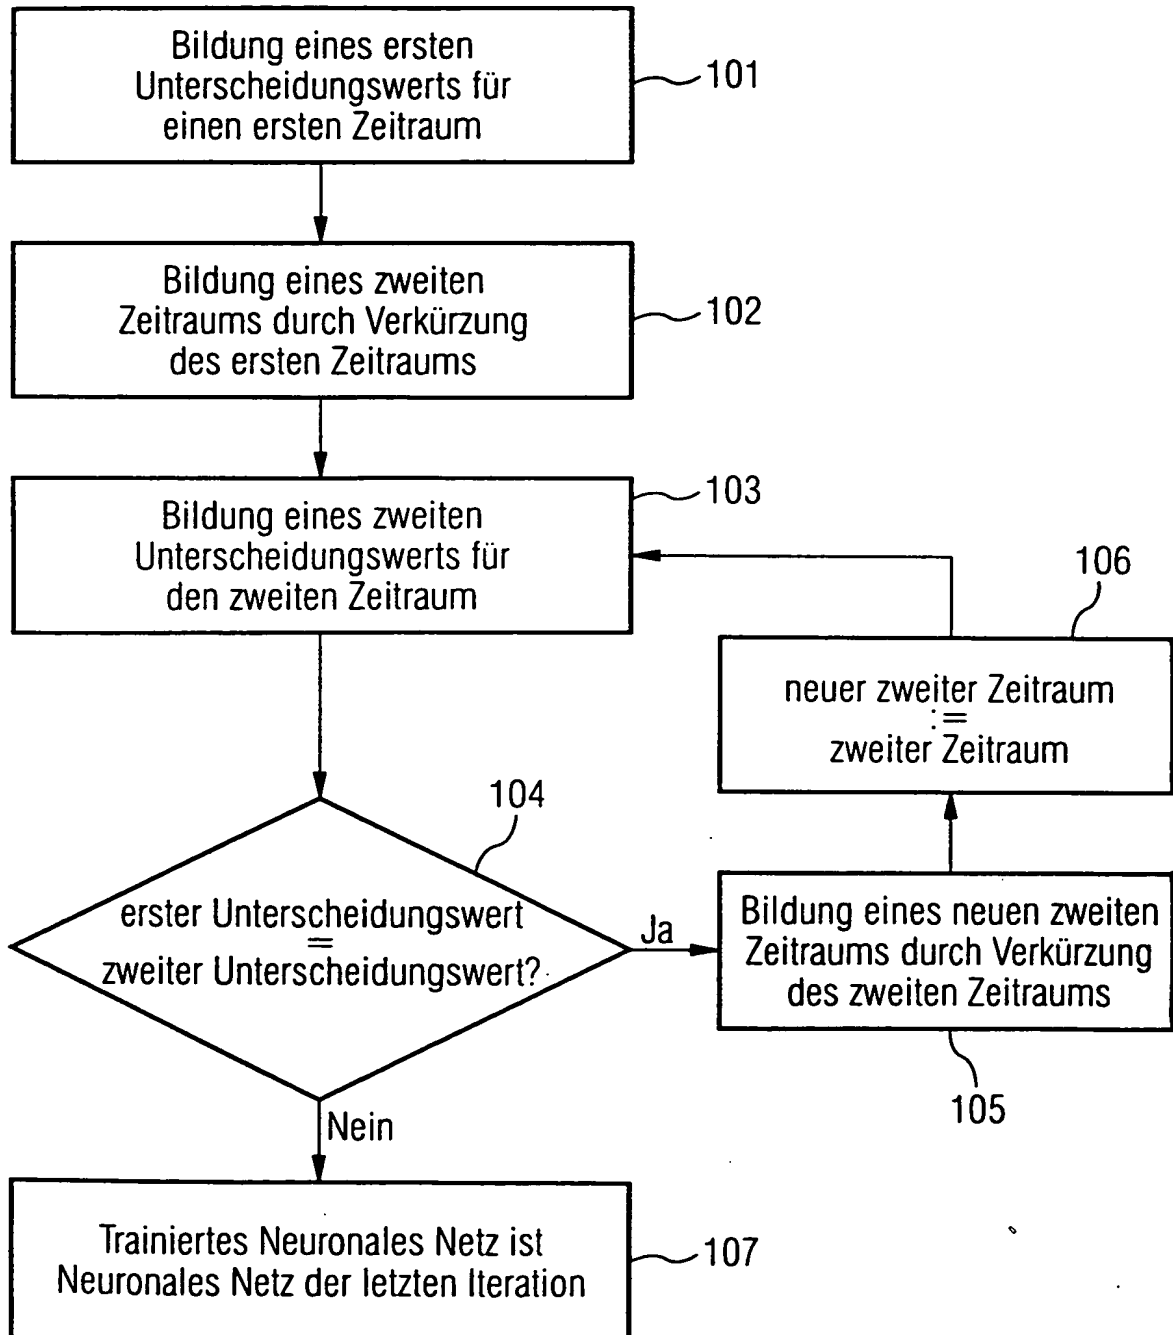 Bildung eines ersten
Unterscheidungswerts für
einen ersten Zeitraum
101
Bildung eines zweiten
Zeitraums durch Verkürzung
des ersten Zeitraums
102
Bildung eines zweiten
Unterscheidungswerts für
den zweiten Zeitraum
103
106
neuer zweiter Zeitraum
:=
zweiter Zeitraum
104
erster Unterscheidungswert
=
zweiter Unterscheidungswert?
Ja
Bildung eines neuen zweiten
Zeitraums durch Verkürzung
des zweiten Zeitraums
105
Nein
Trainiertes Neuronales Netz ist
Neuronales Netz der letzten Iteration
107